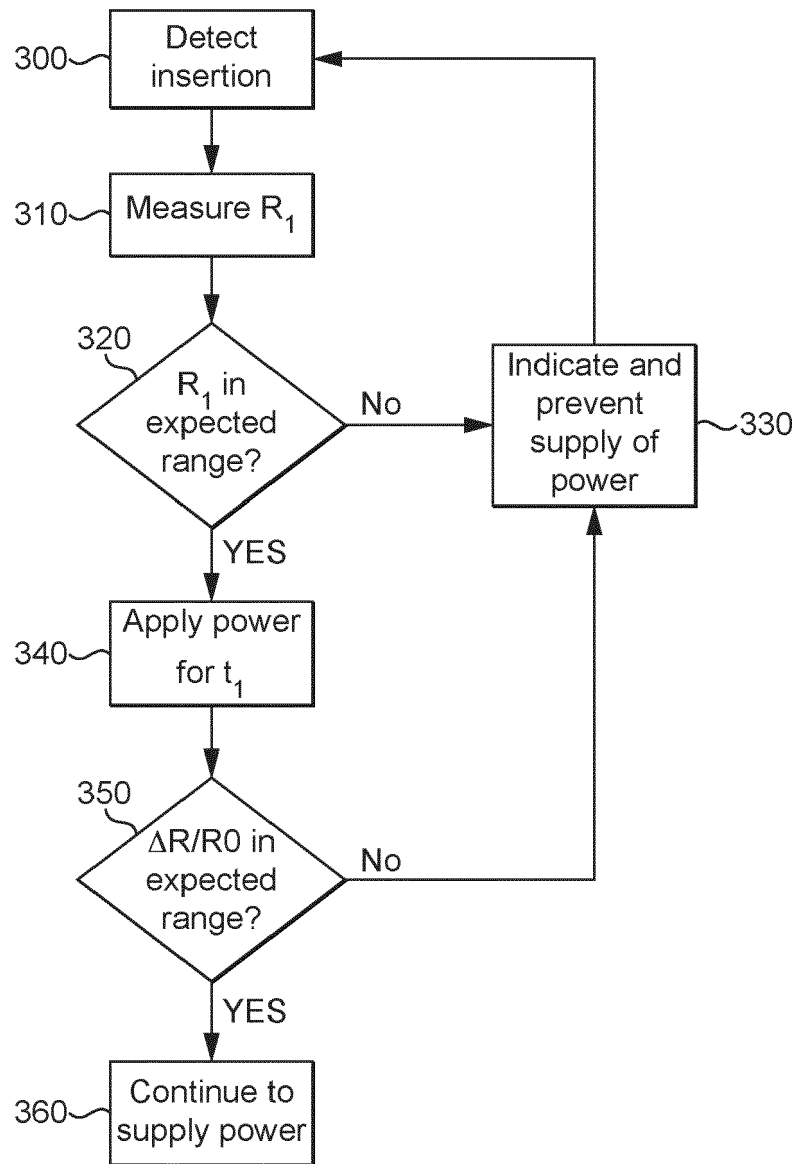 300
Detect
insertion
310
Measure R₁
320
R₁ in
expected
range?
No
Indicate and
prevent
supply of
power
330
YES
340
Apply power
for t₁
350
ΔR/R0 in
expected
range?
No
YES
360
Continue to
supply power